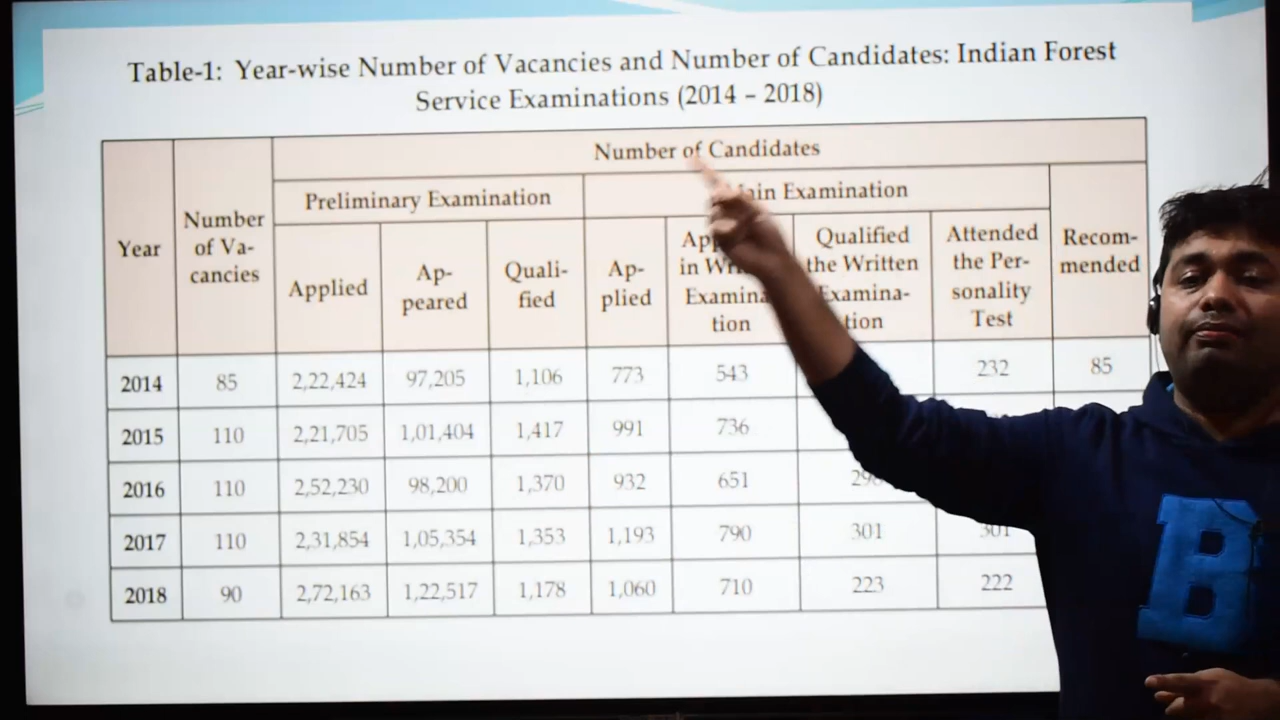 Table-1: Year-wise Number of Vacancies and Number of Candidates: Indian Forest
Service Examinations (2014 – 2018)
Year
Number
of Va-
cancies
Number of Candidates
Preliminary Examination
Examination
Recom-
mended
Applied
Ap-
peared
Quali-
fied
Ap-
plied
in
Examina
tion
Qualified
the Written
Examina-
tion
Attended
the Per-
sonality
Test
2014 85 2,22,424 97,205 1,106 773 543 232 85
2015 110 2,21,705 1,01,404 1,417 991 736
2016 110 2,52,230 98,200 1,370 932 651
2017 110 2,31,854 1,05,354 1,353 1,193 790 301 301
2018 90 2,72,163 1,22,517 1,178 1,060 710 223 222
B